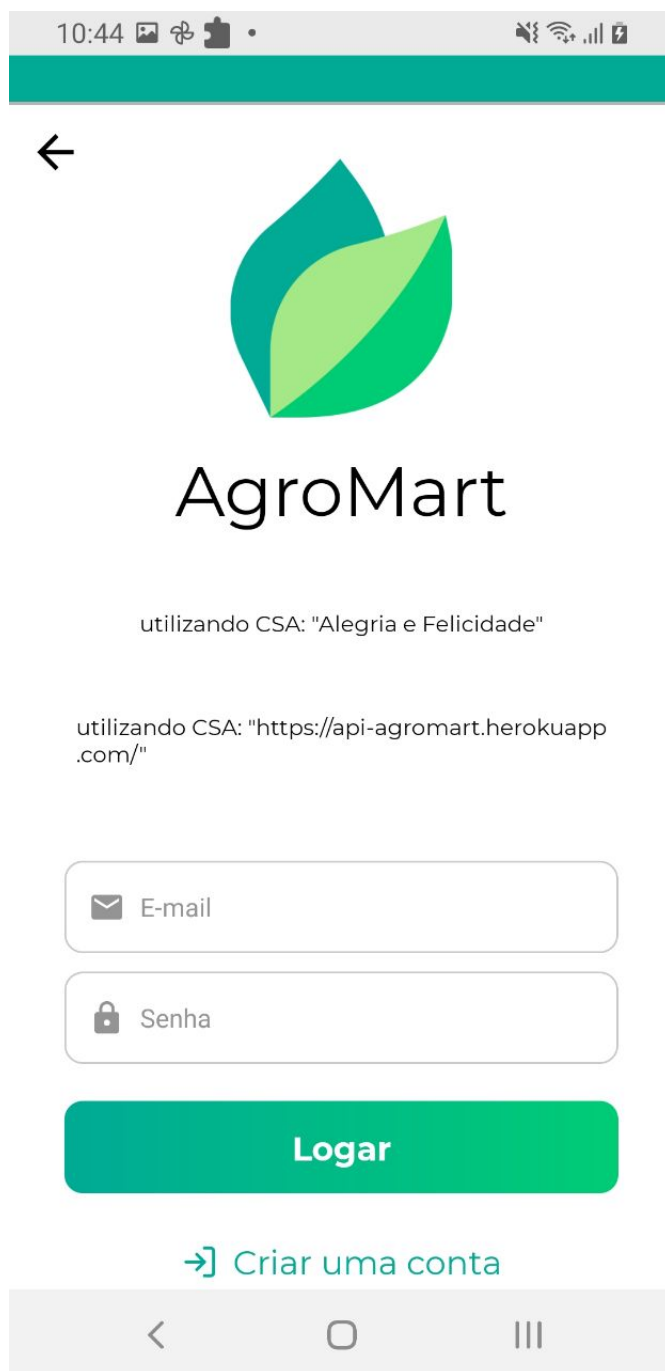 10:44
AgroMart
utilizando CSA: "Alegria e Felicidade"
utilizando CSA: "https://api-agromart.herokuapp
.com/"
E-mail
Senha
Logar
Criar uma conta